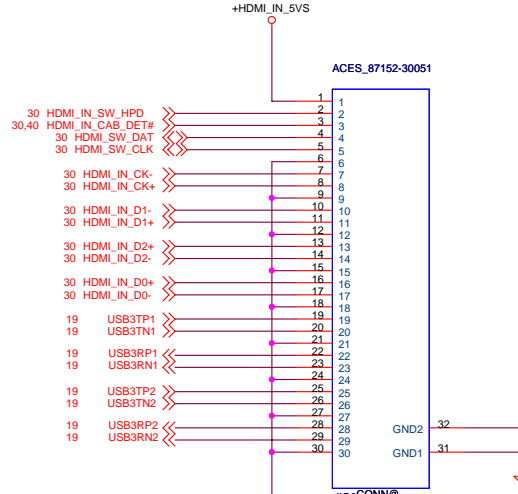 +HDMI_IN_5VS
ACES_87152-30051
1 1
30 HDMI_IN_SW_HPD 2 2
30,40 HDMI_IN_CAB_DET# 3 3
30 HDMI_SW_DAT 4 4
30 HDMI_SW_CLK 5 5
6 6
30 HDMI_IN_CK- 7 7
30 HDMI_IN_CK+ 8 8
9 9
30 HDMI_IN_D1- 10 10
30 HDMI_IN_D1+ 11 11
12 12
30 HDMI_IN_D2+ 13 13
30 HDMI_IN_D2- 14 14
15 15
30 HDMI_IN_D0+ 16 16
30 HDMI_IN_D0- 17 17
18 18
19 USB3TP1 19 19
19 USB3TN1 20 20
21 21
19 USB3RP1 22 22
19 USB3RN1 23 23
24 24
19 USB3TP2 25 25
19 USB3TN2 26 26
27 27
19 USB3RP2 28 28 GND2 32
19 USB3RN2 29 29
30 30 GND1 31
CONN@